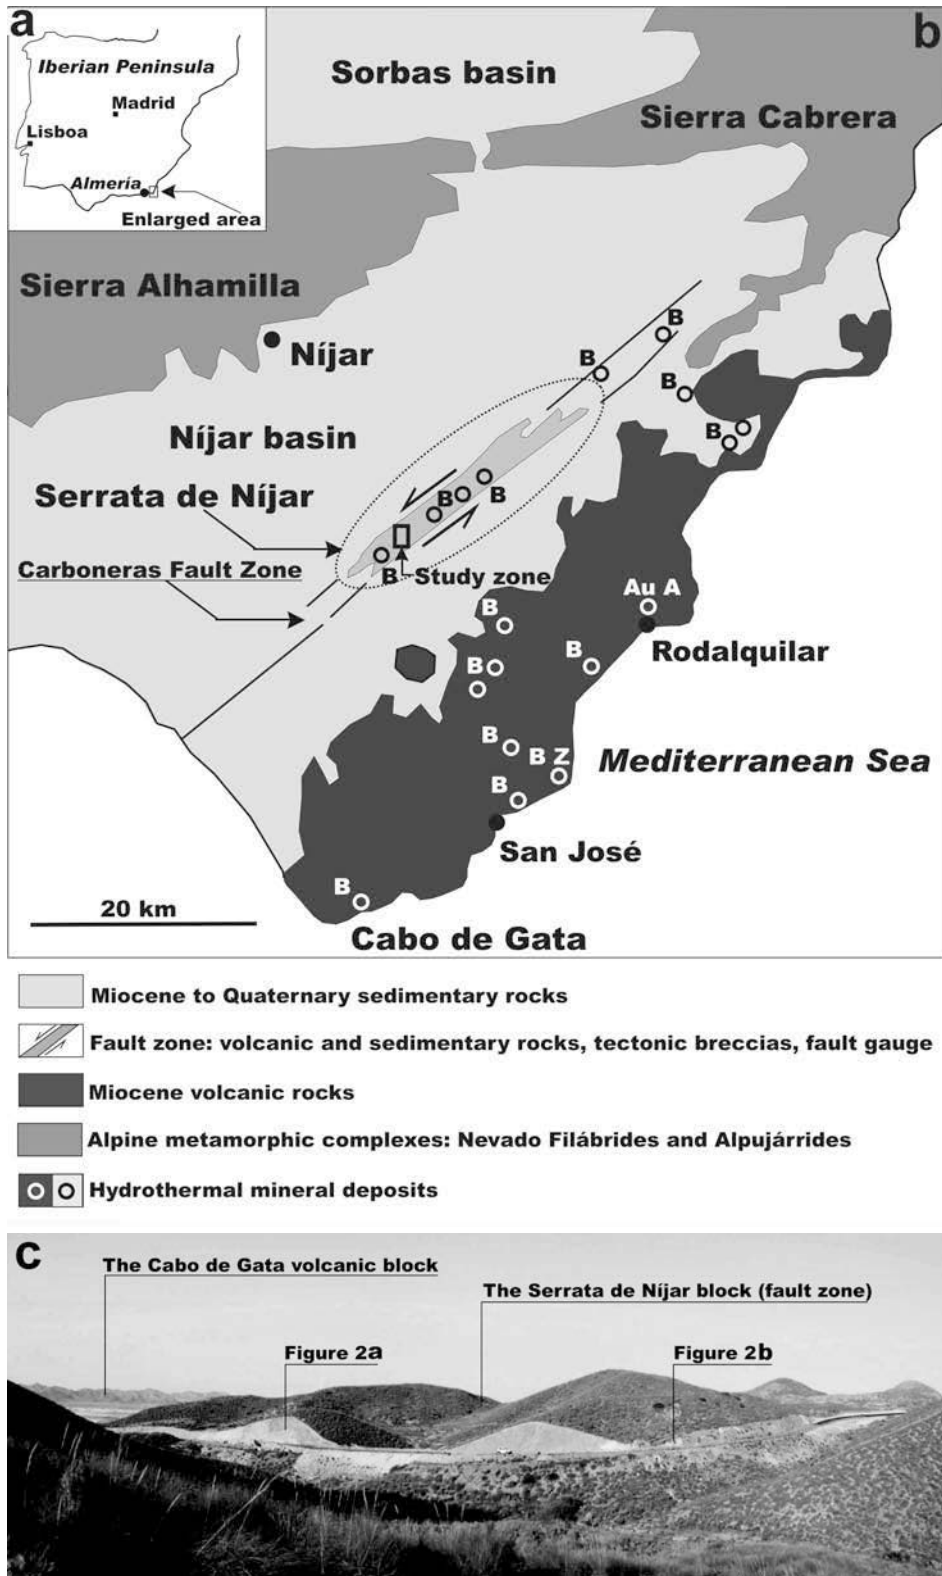 a
b
Iberian Peninsula
Madrid
Lisboa
Almería
Enlarged area
Sorbas basin
Sierra Cabrera
Sierra Alhamilla
Níjar
B
B
B
B
Níjar basin
Serrata de Níjar
B
B
Carboneras Fault Zone
B
Study zone
Au A
B
Rodalquilar
B
B
B
B Z
Mediterranean Sea
B
San José
B
20 km
Cabo de Gata
Miocene to Quaternary sedimentary rocks
Fault zone: volcanic and sedimentary rocks, tectonic breccias, fault gauge
Miocene volcanic rocks
Alpine metamorphic complexes: Nevado Filábrides and Alpujárrides
Hydrothermal mineral deposits
c
The Cabo de Gata volcanic block
The Serrata de Níjar block (fault zone)
Figure 2a
Figure 2b